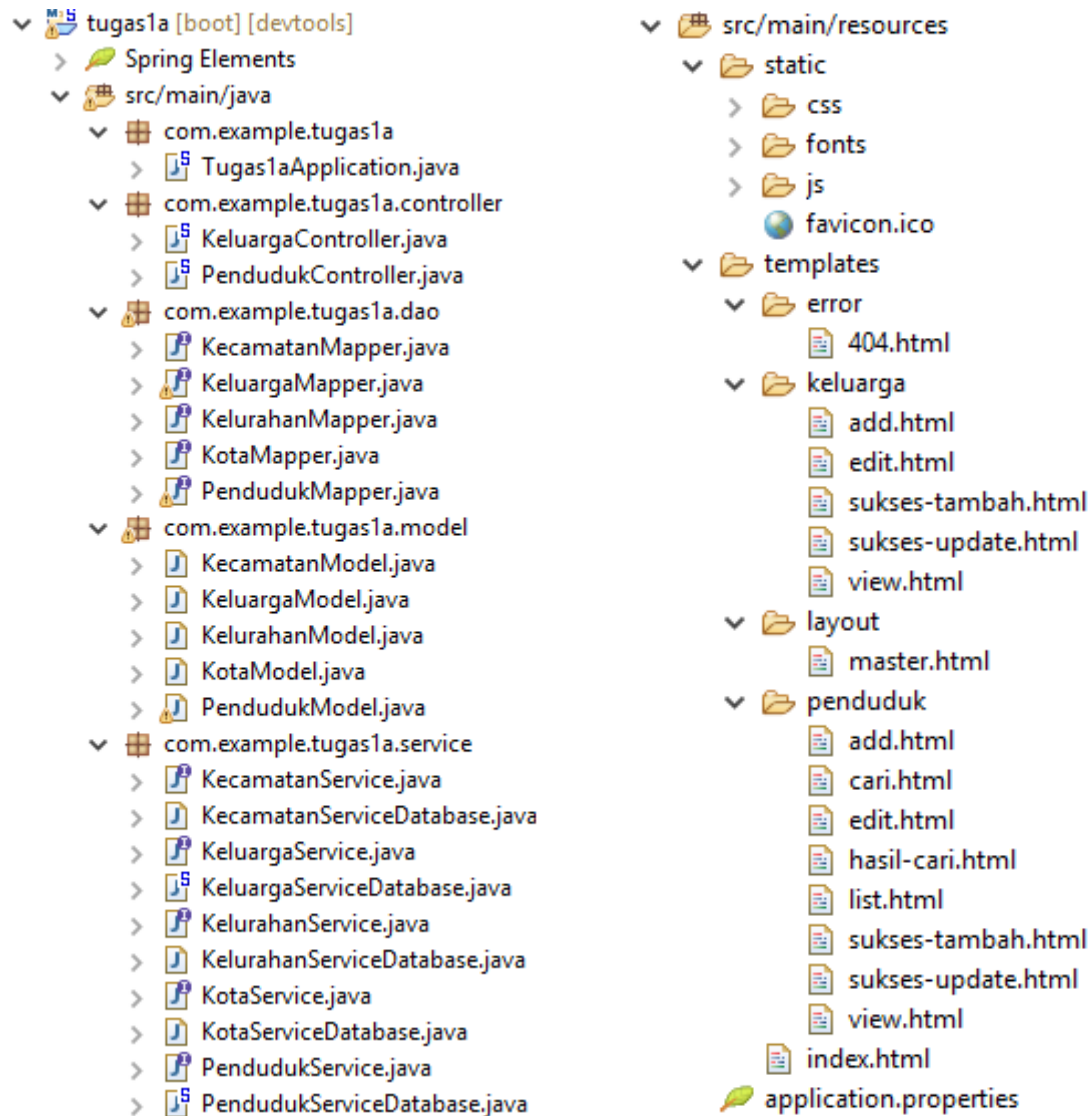 tugas1a [boot] [devtools]
Spring Elements
src/main/java
com.example.tugas1a
Tugas1aApplication.java
com.example.tugas1a.controller
KeluargaController.java
PendudukController.java
com.example.tugas1a.dao
KecamatanMapper.java
KeluargaMapper.java
KelurahanMapper.java
KotaMapper.java
PendudukMapper.java
com.example.tugas1a.model
KecamatanModel.java
KeluargaModel.java
KelurahanModel.java
KotaModel.java
PendudukModel.java
com.example.tugas1a.service
KecamatanService.java
KecamatanServiceDatabase.java
KeluargaService.java
KeluargaServiceDatabase.java
KelurahanService.java
KelurahanServiceDatabase.java
KotaService.java
KotaServiceDatabase.java
PendudukService.java
PendudukServiceDatabase.java
src/main/resources
static
css
fonts
js
favicon.ico
templates
error
404.html
keluarga
add.html
edit.html
sukses-tambah.html
sukses-update.html
view.html
layout
master.html
penduduk
add.html
cari.html
edit.html
hasil-cari.html
list.html
sukses-tambah.html
sukses-update.html
view.html
index.html
application.properties